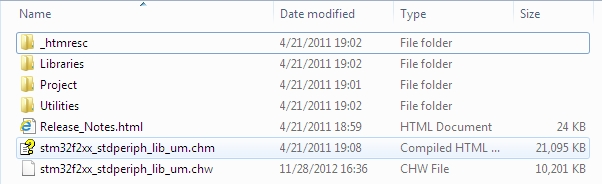 Name Date modified Type Size
_htmresc 4/21/2011 19:02 File folder
Libraries 4/21/2011 19:02 File folder
Project 4/21/2011 19:01 File folder
Utilities 4/21/2011 19:02 File folder
Release_Notes.html 4/21/2011 18:59 HTML Document 24 KB
stm32f2xx_stdperiph_lib_um.chm 4/21/2011 19:08 Compiled HTML ... 21,095 KB
stm32f2xx_stdperiph_lib_um.chw 11/28/2012 16:36 CHW File 10,201 KB